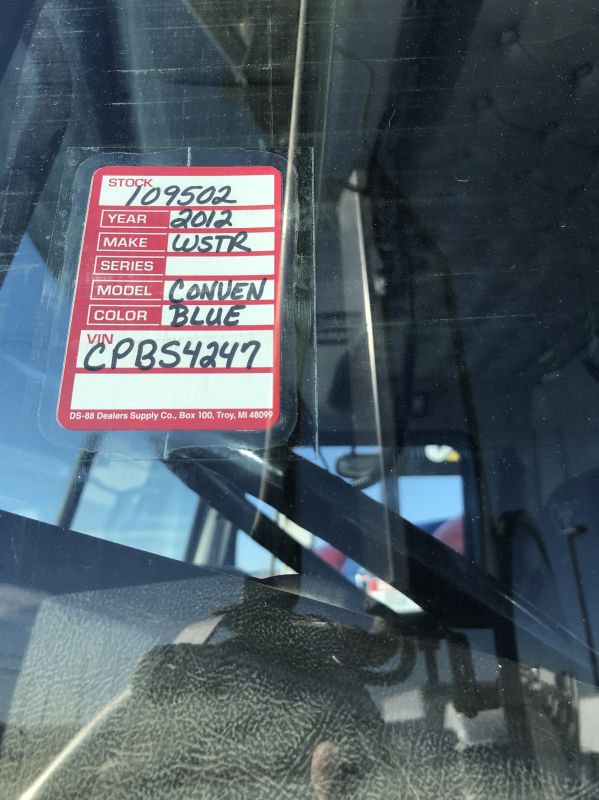 STOCK 109502
YEAR 2012
MAKE WSTR
SERIES
MODEL CONVEN
COLOR BLUE
VIN CPBS4247
DS-88 Dealers Supply Co., Box 100, Troy, MI 48099